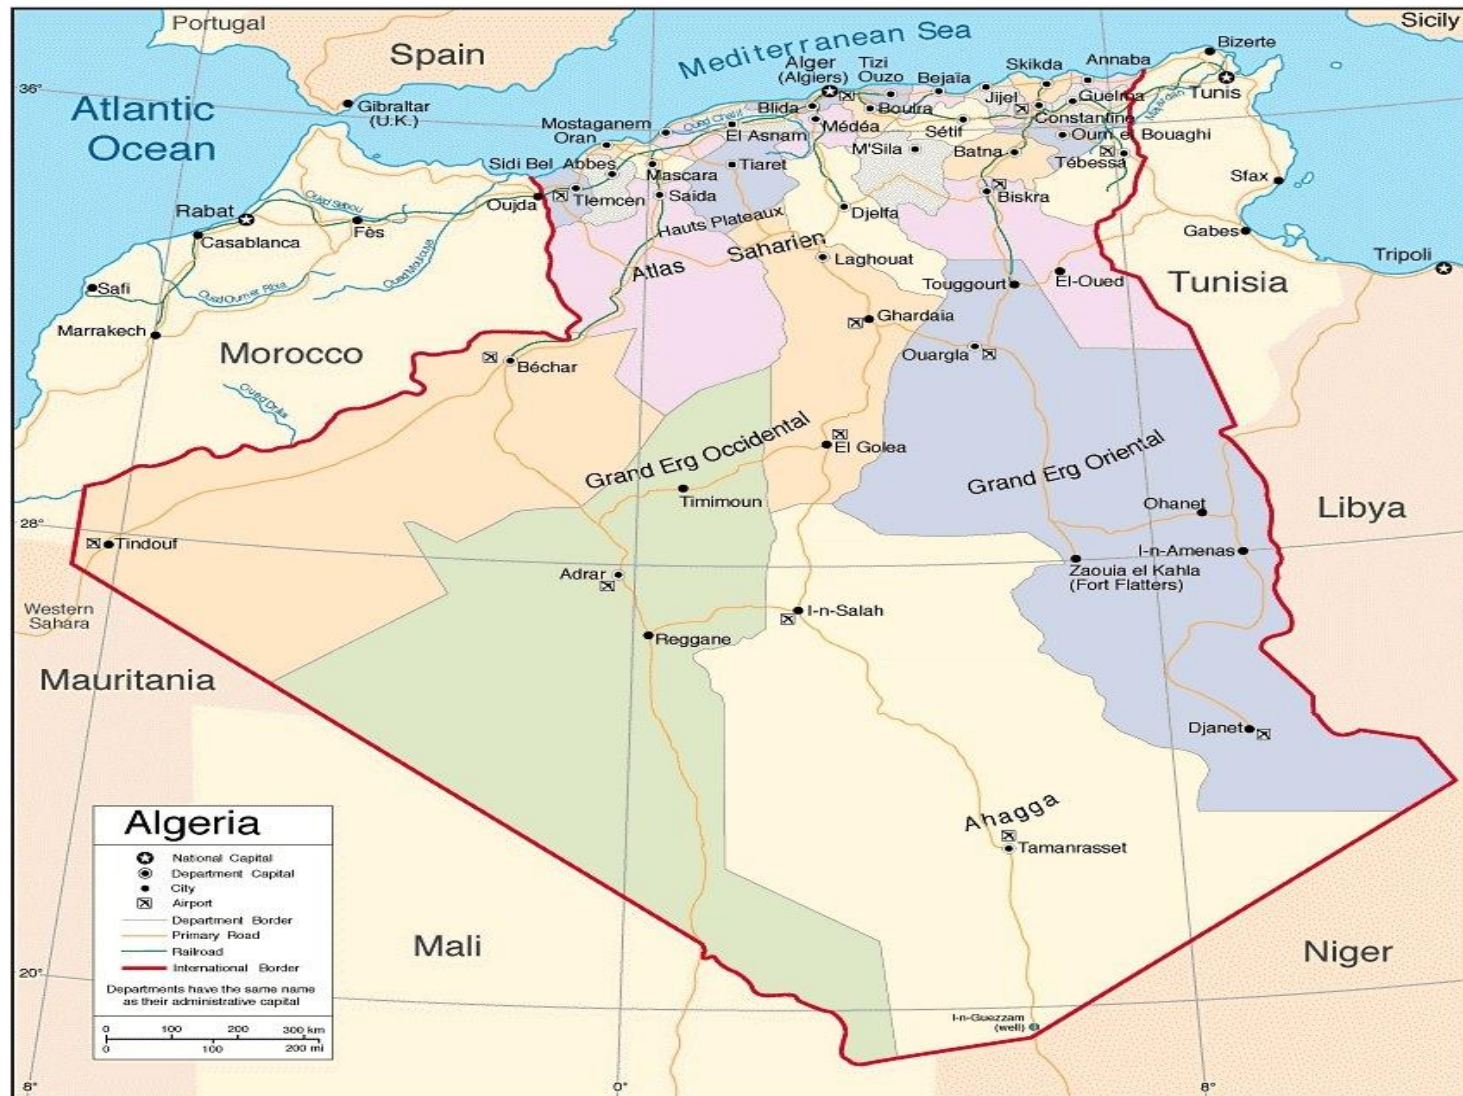 Portugal
Spain
Sicily
Mediterranean Sea
Atlantic
Ocean
36°
Gibraltar
(U.K.)
Alger
(Algiers)
Tizi
Ouzo
Bejaïa
Skikda
Annaba
Bizerte
Jijel
Guelma
Tunis
Blida
Bouira
Constantine
Mostaganem
Oran
El Asnam
Médéa
Sétif
Oum el Bouaghi
Sidi Bel Abbes
Mascara
Tiaret
M'Sila
Batna
Tébessa
Sfax
Oujda
Tlemcen
Saida
Djelfa
Biskra
Rabat
Oued Sebou
Fès
Casablanca
Hauts Plateaux
Gabes
Atlas Saharien
Laghouat
Tripoli
Touggourt
El-Oued
Tunisia
Safi
Marrakech
Morocco
Ghardaia
Ouargla
Béchar
Grand Erg Occidental
El Golea
Grand Erg Oriental
Timimoun
Ohanet
Libya
28°
Tindouf
I-n-Amenas
Adrar
Zaouia el Kahla
(Fort Flatters)
Western
Sahara
I-n-Salah
Reggane
Mauritania
Djanet
Ahagga
Tamanrasset
Mali
Niger
20°
I-n-Guezzam
(well)
8°
0°
8°
Algeria
National Capital
Department Capital
City
Airport
Department Border
Primary Road
Railroad
International Border
Departments have the same name
as their administrative capital
0 100 200 300 km
0 100 200 mi